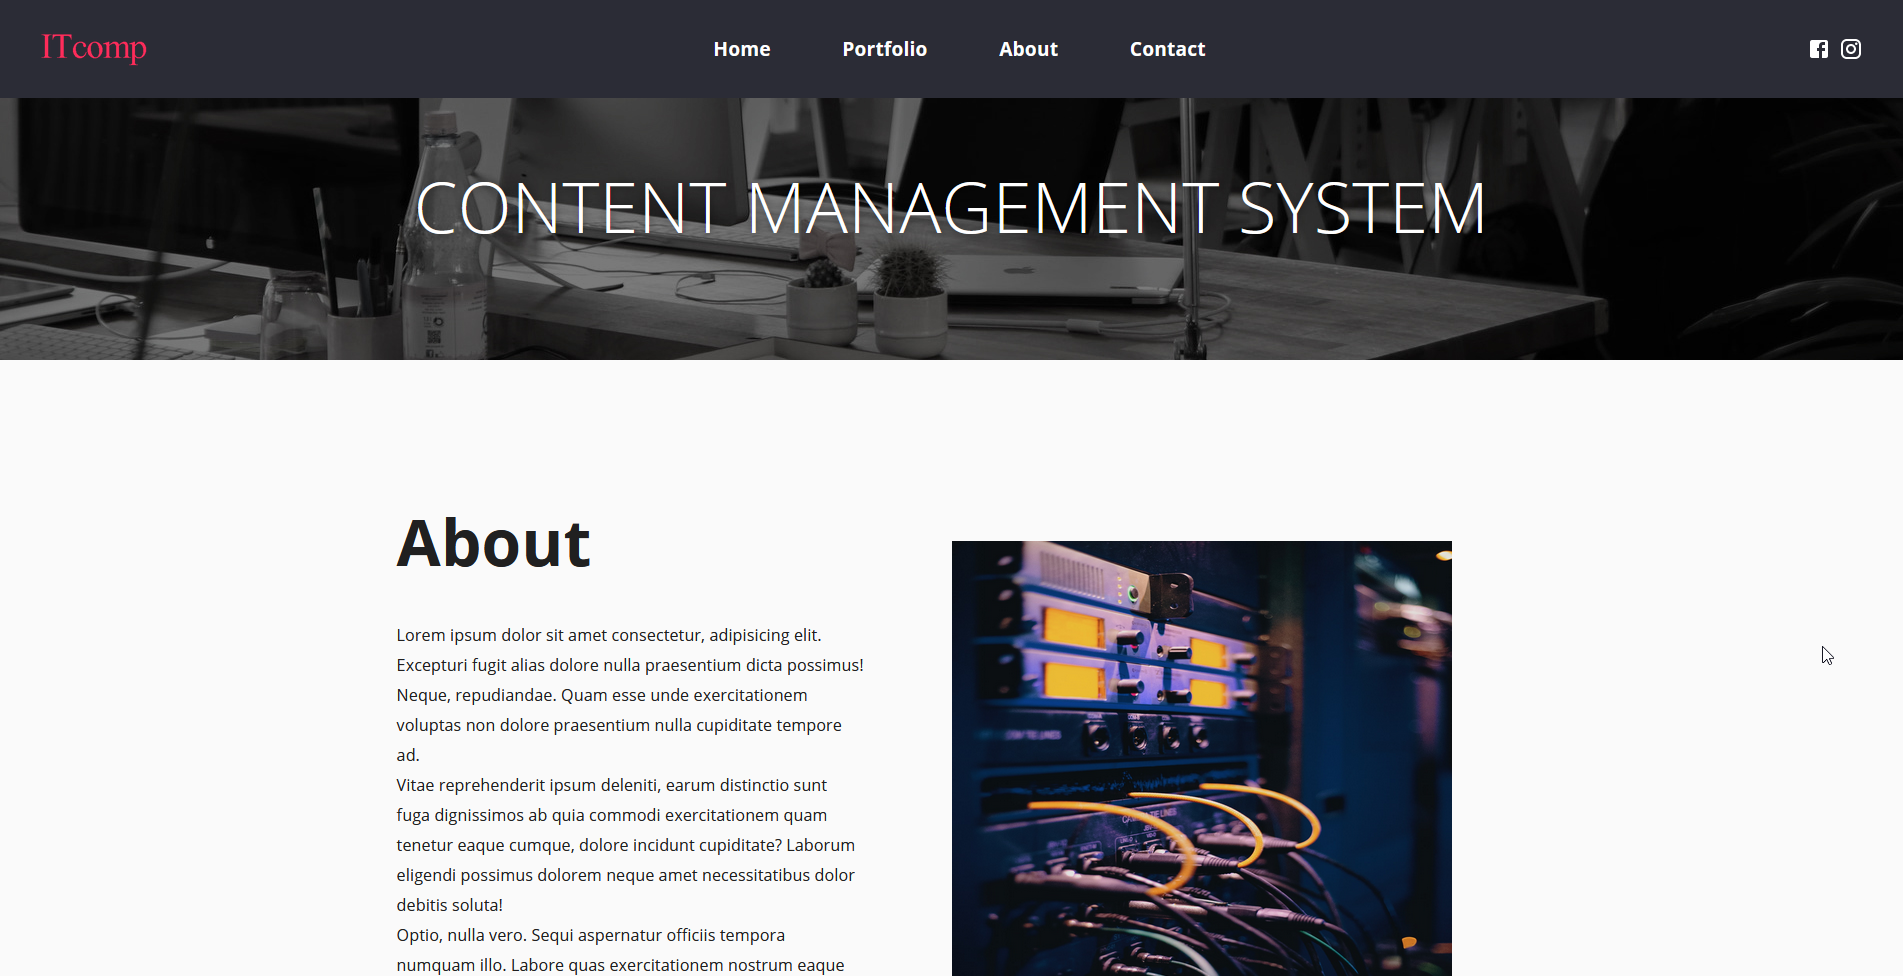 ITcomp
Home Portfolio About Contact
CONTENT MANAGEMENT SYSTEM
About
Lorem ipsum dolor sit amet consectetur, adipisicing elit.
Excepturi fugit alias dolore nulla praesentium dicta possimus!
Neque, repudiandae. Quam esse unde exercitationem
voluptas non dolore praesentium nulla cupiditate tempore
ad.
Vitae reprehenderit ipsum deleniti, earum distinctio sunt
fuga dignissimos ab quia commodi exercitationem quam
tenetur eaque cumque, dolore incidunt cupiditate? Laborum
eligendi possimus dolorem neque amet necessitatibus dolor
debitis soluta!
Optio, nulla vero. Sequi aspernatur officiis tempora
numquam illo. Labore quas exercitationem nostrum eaque